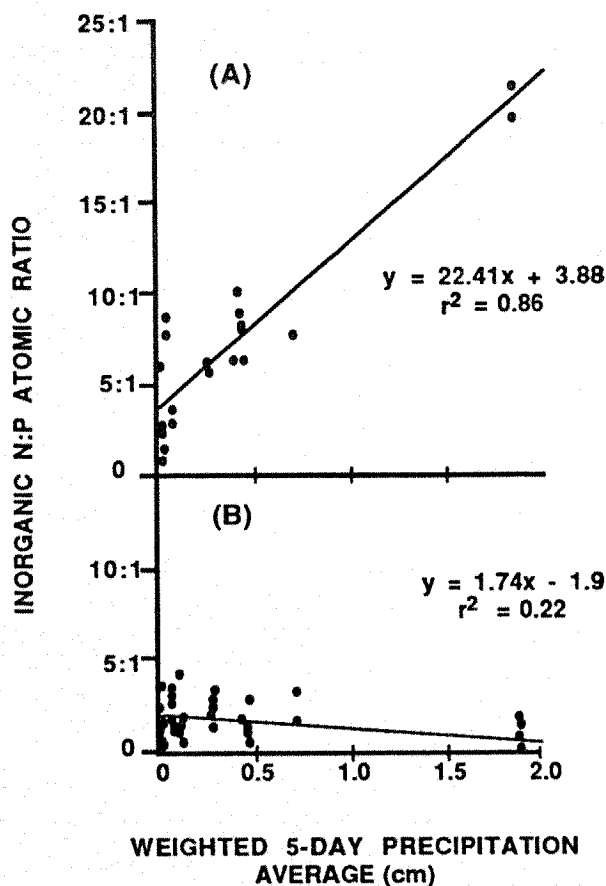 25:1
(A)
20:1
15:1
y = 22.41x + 3.88
r² = 0.86
10:1
5:1
0
INORGANIC N:P ATOMIC RATIO
(B)
10:1
y = 1.74x - 1.9
r² = 0.22
5:1
0
0 0.5 1.0 1.5 2.0
WEIGHTED 5-DAY PRECIPITATION
AVERAGE (cm)